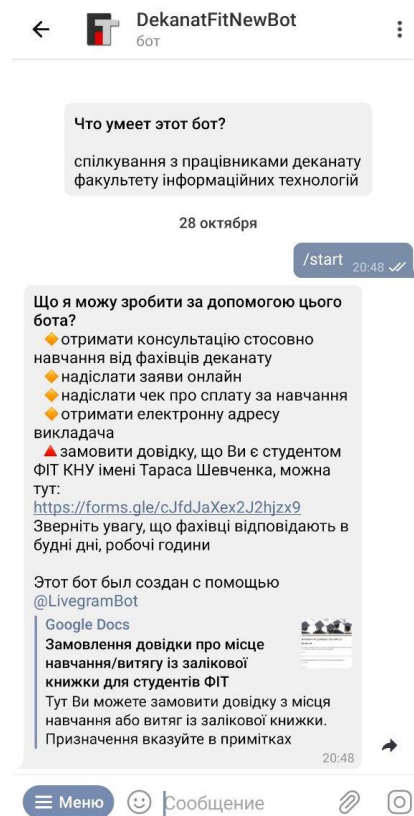 DekanatFitNewBot
бот
Что умеет этот бот?
спілкування з працівниками деканату
факультету інформаційних технологій
28 октября
/start 20:48
Що я можу зробити за допомогою цього
бота?
🔸отримати консультацію стосовно
навчання від фахівців деканату
🔸надіслати заяви онлайн
🔸надіслати чек про сплату за навчання
🔸отримати електронну адресу
викладача
🔺замовити довідку, що Ви є студентом
ФІТ КНУ імені Тараса Шевченка, можна
тут:
https://forms.gle/cJfdJaXex2J2hjzx9
Зверніть увагу, що фахівці відповідають в
будні дні, робочі години
Этот бот был создан с помощью
@LivegramBot
Google Docs
Замовлення довідки про місце
навчання/витягу із залікової
книжки для студентів ФІТ
Тут Ви можете замовити довідку з місця
навчання або витяг із залікової книжки.
Призначення вказуйте в примітках
20:48
Меню
Сообщение